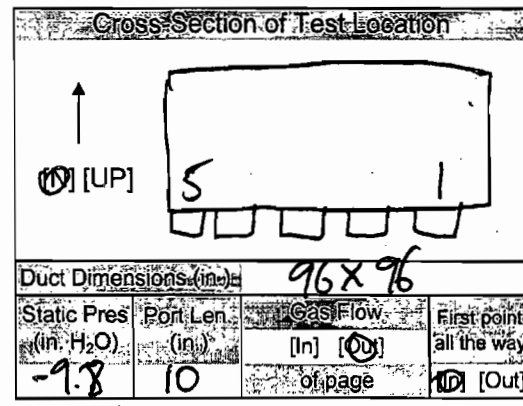 Cross-Section of Test Location
[N] [UP]
5 1
Duct Dimensions (in.) 96 x 96
Static Pres (in. H₂O) -9.8
Port Len. (in.) 10
Gas Flow [In] [Out] of page
First point all the way [In] [Out]